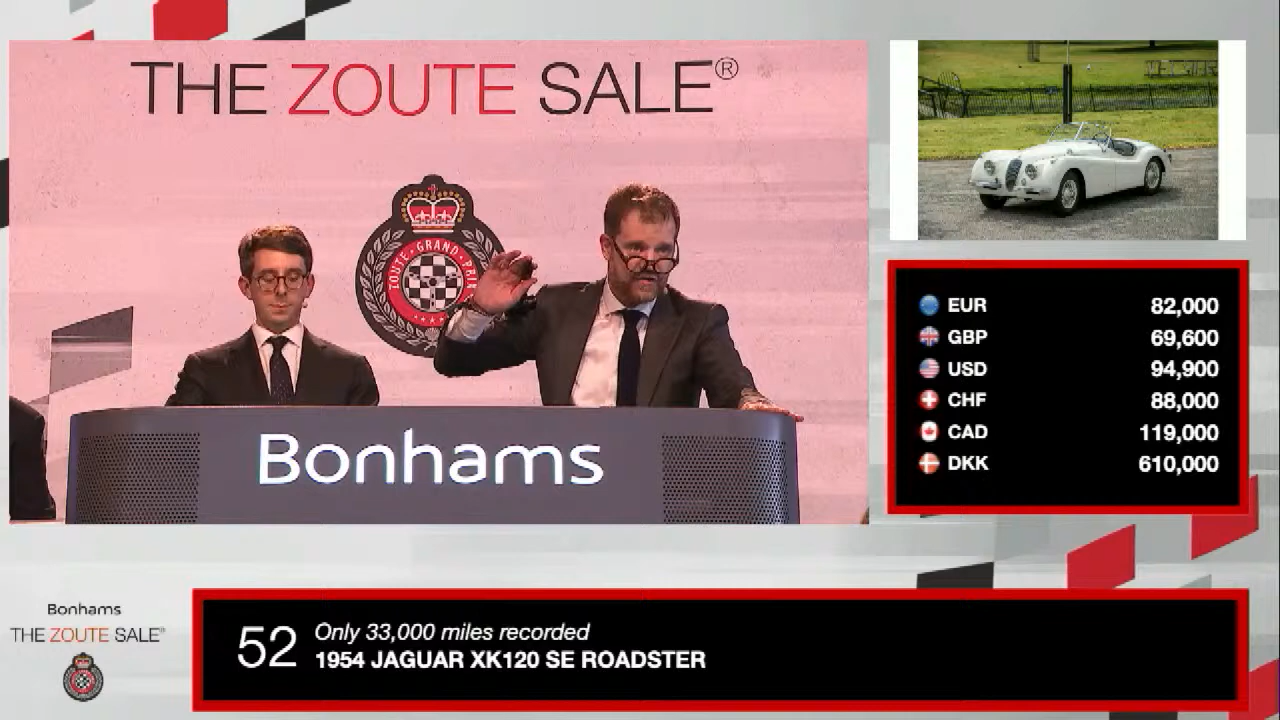 THE ZOUTE SALE®
ZOUTE · GRAND · PRIX
Bonhams
EUR 82,000
GBP 69,600
USD 94,900
CHF 88,000
CAD 119,000
DKK 610,000
Bonhams
THE ZOUTE SALE®
52
Only 33,000 miles recorded
1954 JAGUAR XK120 SE ROADSTER